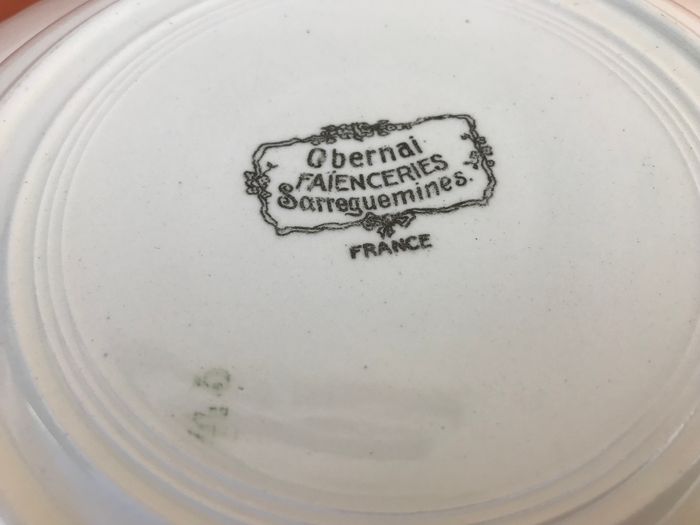 Obernai
FAÏENCERIES
Sarreguemines.
FRANCE